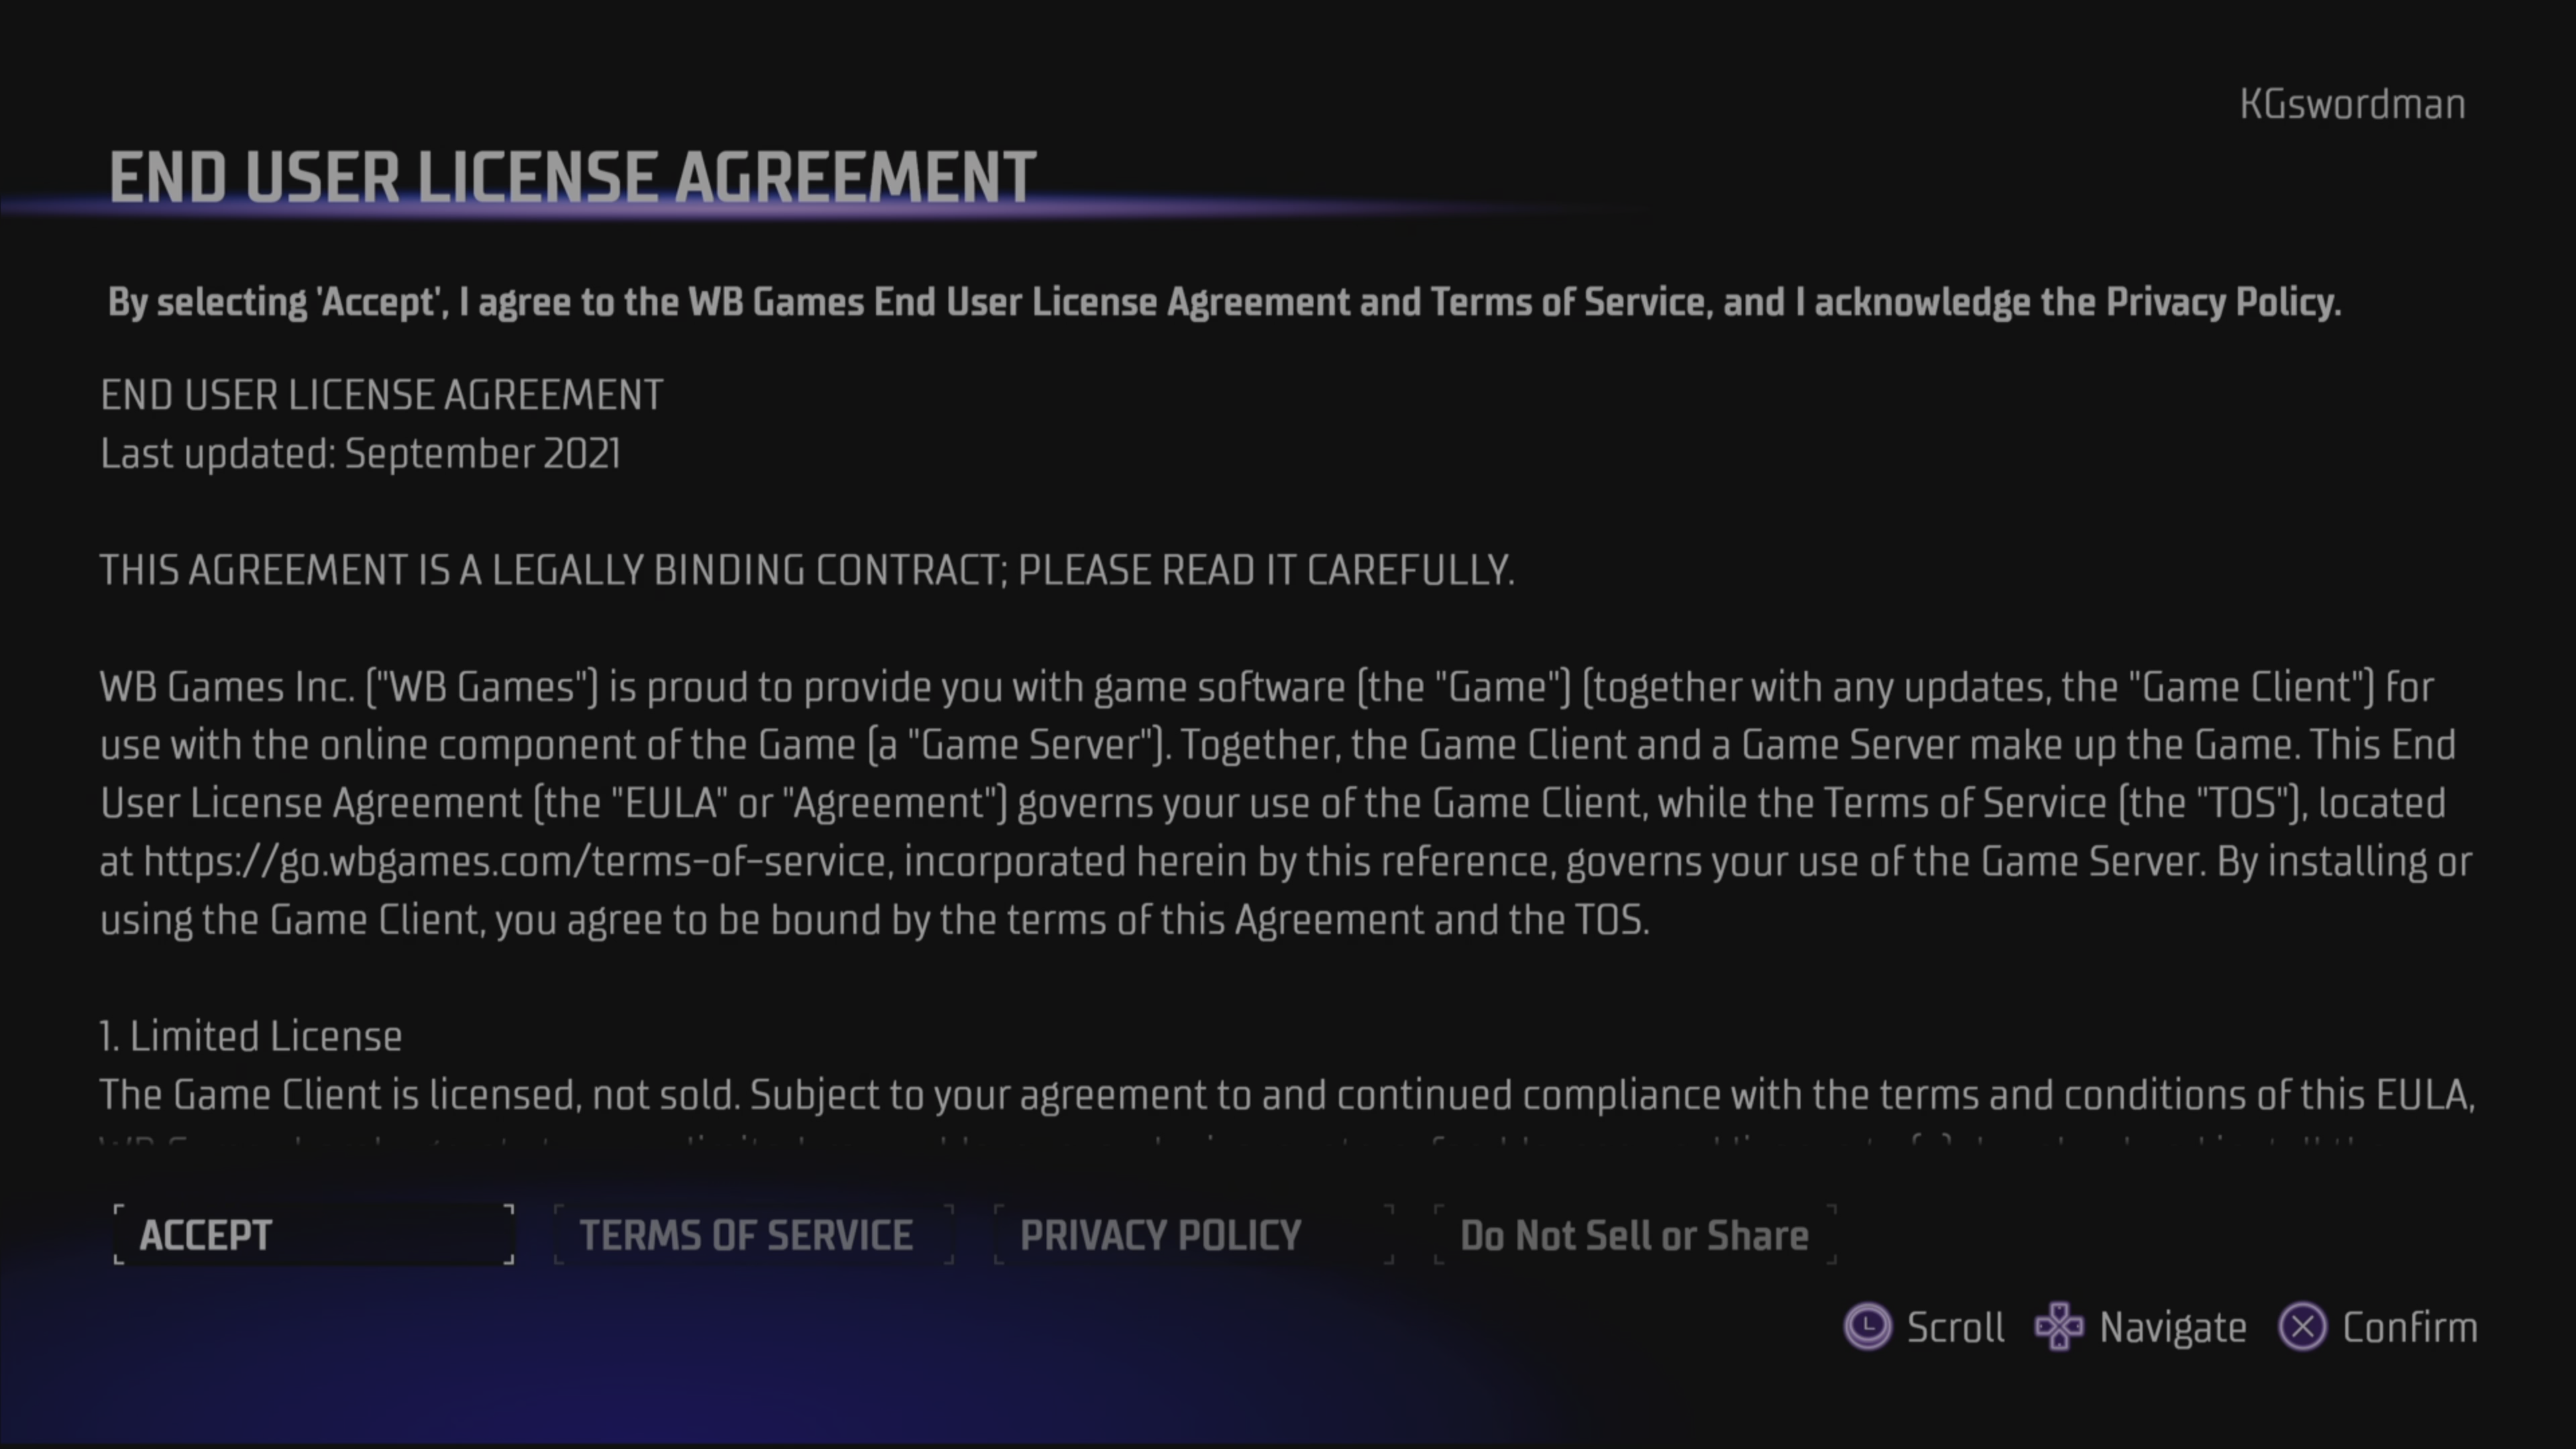 KGswordman
END USER LICENSE AGREEMENT
By selecting 'Accept', I agree to the WB Games End User License Agreement and Terms of Service, and I acknowledge the Privacy Policy.
END USER LICENSE AGREEMENT
Last updated: September 2021
THIS AGREEMENT IS A LEGALLY BINDING CONTRACT; PLEASE READ IT CAREFULLY.
WB Games Inc. ("WB Games") is proud to provide you with game software (the "Game") (together with any updates, the "Game Client") for
use with the online component of the Game (a "Game Server"). Together, the Game Client and a Game Server make up the Game. This End
User License Agreement (the "EULA" or "Agreement") governs your use of the Game Client, while the Terms of Service (the "TOS"), located
at https://go.wbgames.com/terms-of-service, incorporated herein by this reference, governs your use of the Game Server. By installing or
using the Game Client, you agree to be bound by the terms of this Agreement and the TOS.
1. Limited License
The Game Client is licensed, not sold. Subject to your agreement to and continued compliance with the terms and conditions of this EULA,
ACCEPT
TERMS OF SERVICE
PRIVACY POLICY
Do Not Sell or Share
L Scroll
Navigate
Confirm